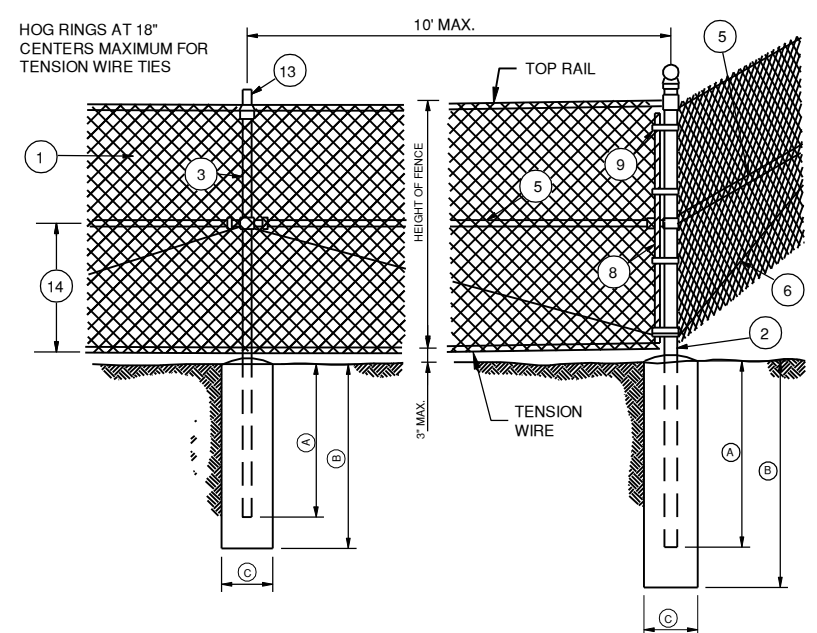 HOG RINGS AT 18"
CENTERS MAXIMUM FOR
TENSION WIRE TIES
10' MAX.
5
13
TOP RAIL
1
3
9
HEIGHT OF FENCE
5
14
8
6
2
3" MAX.
TENSION
WIRE
A
B
A
B
C
C